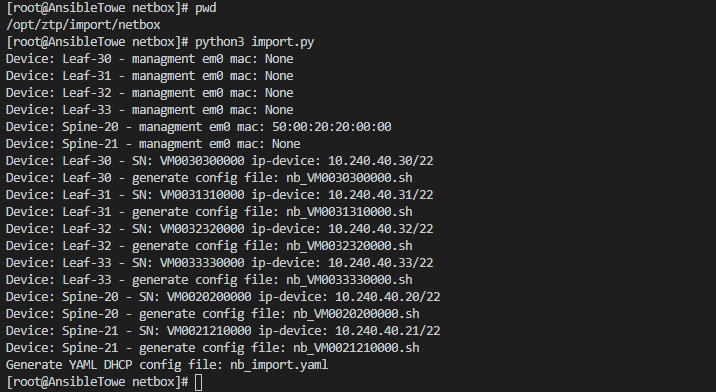 [root@AnsibleTowe netbox]# pwd
/opt/ztp/import/netbox
[root@AnsibleTowe netbox]# python3 import.py
Device: Leaf-30 - managment em0 mac: None
Device: Leaf-31 - managment em0 mac: None
Device: Leaf-32 - managment em0 mac: None
Device: Leaf-33 - managment em0 mac: None
Device: Spine-20 - managment em0 mac: 50:00:20:20:00:00
Device: Spine-21 - managment em0 mac: None
Device: Leaf-30 - SN: VM0030300000 ip-device: 10.240.40.30/22
Device: Leaf-30 - generate config file: nb_VM0030300000.sh
Device: Leaf-31 - SN: VM0031310000 ip-device: 10.240.40.31/22
Device: Leaf-31 - generate config file: nb_VM0031310000.sh
Device: Leaf-32 - SN: VM0032320000 ip-device: 10.240.40.32/22
Device: Leaf-32 - generate config file: nb_VM0032320000.sh
Device: Leaf-33 - SN: VM0033330000 ip-device: 10.240.40.33/22
Device: Leaf-33 - generate config file: nb_VM0033330000.sh
Device: Spine-20 - SN: VM0020200000 ip-device: 10.240.40.20/22
Device: Spine-20 - generate config file: nb_VM0020200000.sh
Device: Spine-21 - SN: VM0021210000 ip-device: 10.240.40.21/22
Device: Spine-21 - generate config file: nb_VM0021210000.sh
Generate YAML DHCP config file: nb_import.yaml
[root@AnsibleTowe netbox]#